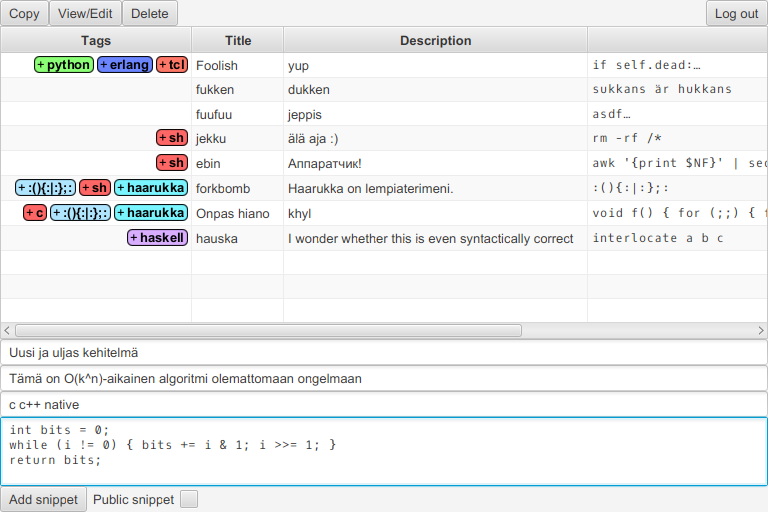 Copy View/Edit Delete Log out
Tags Title Description
+ python + erlang + tcl Foolish yup if self.dead:…
fukken dukken sukkans är hukkans
fuufuu jeppis asdf…
+ sh jekku älä aja :) rm -rf /*
+ sh ebin Аппаратчик! awk '{print $NF}' | sec
+ :(){:|:};: + sh + haarukka forkbomb Haarukka on lempiaterimeni. :(){:|:};:
+ c + :(){:|:};: + haarukka Onpas hiano khyl void f() { for (;;) { f
+ haskell hauska I wonder whether this is even syntactically correct interlocate a b c
Uusi ja uljas kehitelmä
Tämä on O(k^n)-aikainen algoritmi olemattomaan ongelmaan
c c++ native
int bits = 0;
while (i != 0) { bits += i & 1; i >>= 1; }
return bits;
Add snippet Public snippet